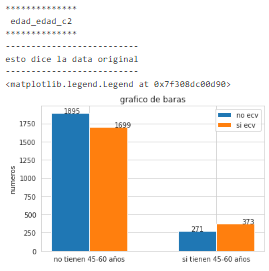 **************
edad_edad_c2
**************
--------------------------
esto dice la data original
--------------------------
<matplotlib.legend.Legend at 0x7f308dc00d90>
grafico de baras
1895
1699
no ecv
si ecv
1750
1500
1250
1000
750
500
250
0
numeros
271
373
no tienen 45-60 años
si tienen 45-60 años